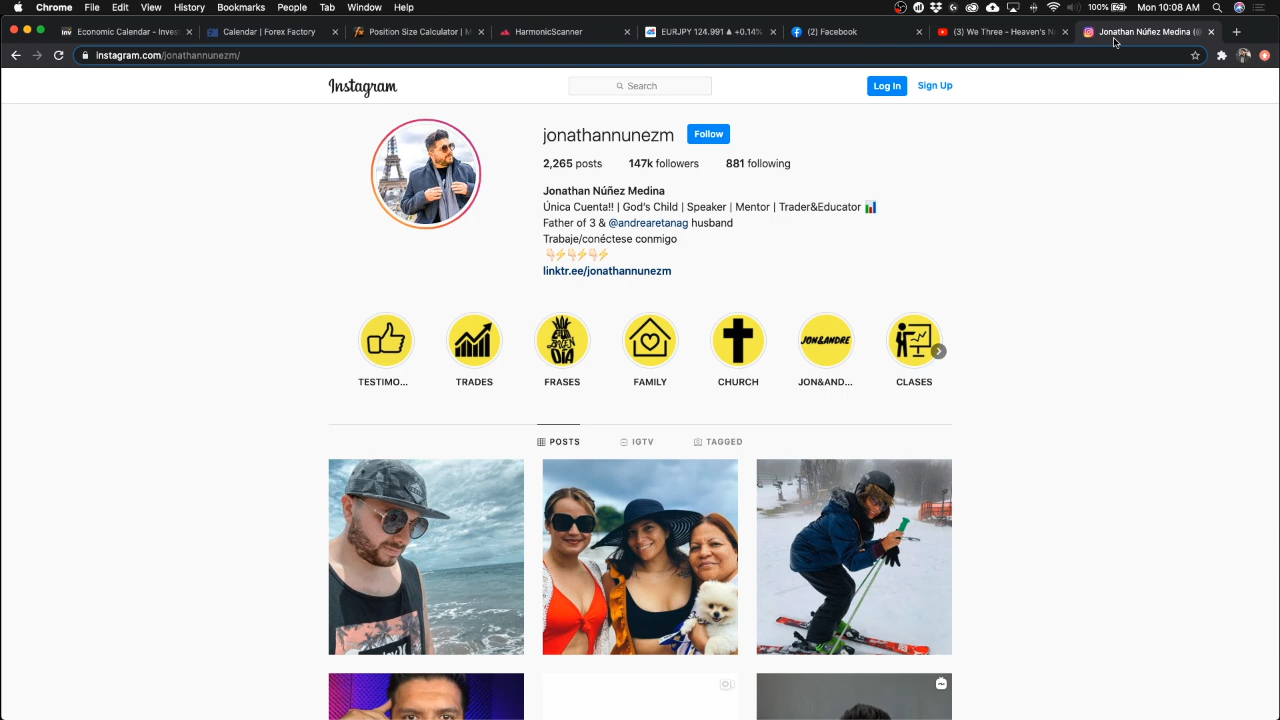 Chrome File Edit View History Bookmarks People Tab Window Help 100% Mon 10:08 AM
Economic Calendar - Inves Calendar | Forex Factory Position Size Calculator | M HarmonicScanner EURJPY 124.991 ▲ +0.14% (2) Facebook (3) We Three - Heaven's N Jonathan Núñez Medina (@
instagram.com/jonathannunezm/
Instagram Search Log In Sign Up
jonathannunezm Follow
2,265 posts 147k followers 881 following
Jonathan Núñez Medina
Única Cuenta!! | God's Child | Speaker | Mentor | Trader&Educator 📊
Father of 3 & @andrearetanag husband
Trabaje/conéctese conmigo
👇🏻⚡👇🏻⚡👇🏻⚡
linktr.ee/jonathannunezm
JON&ANDRE
TESTIMO... TRADES FRASES FAMILY CHURCH JON&AND... CLASES
POSTS IGTV TAGGED